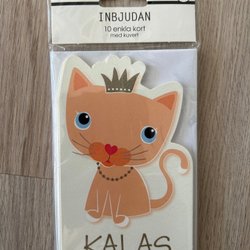 INBJUDAN
10 enkla kort
med kuvert
KALAS